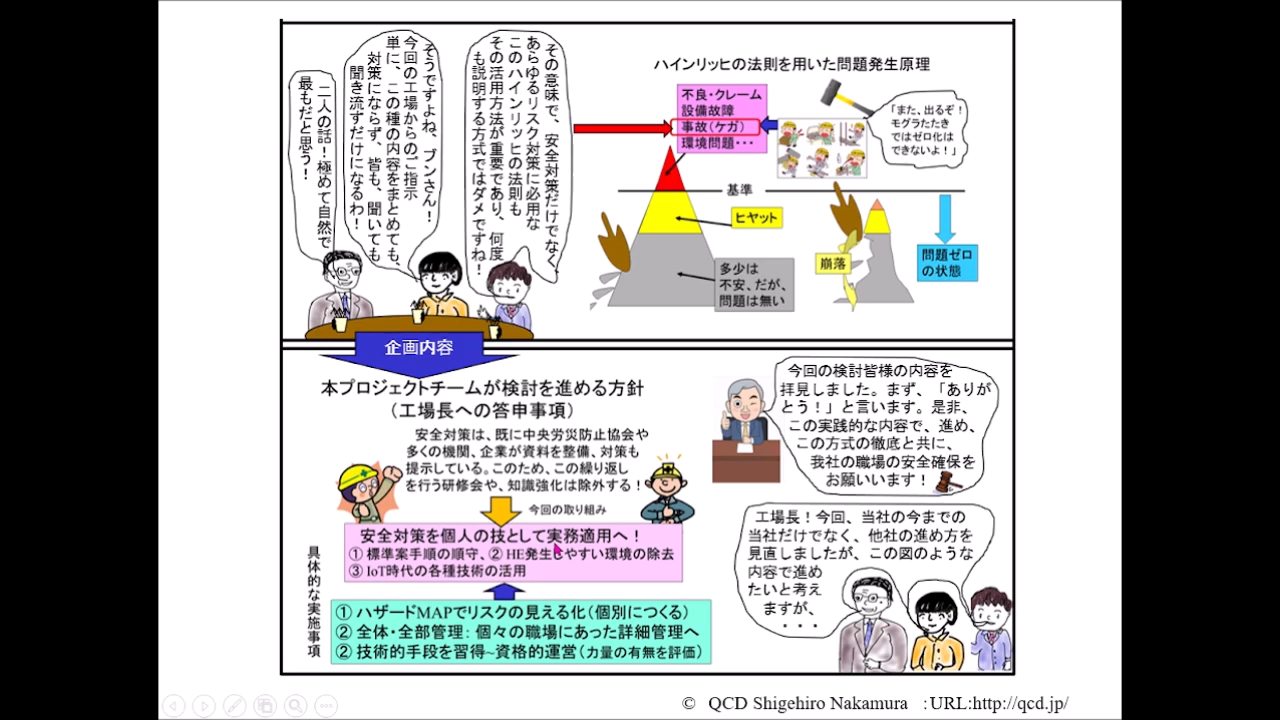 その意味で、安全対策だけでなく、
あらゆるリスク対策に必用な
このハインリッヒの法則も
その活用方法が重要であり、何度
も説明する方式ではダメですね!
そうですよね、ブンさん!
今回の工場からのご指示
単に、この種の内容をまとめても、
対策にならず、皆も、聞いても
聞き流すだけになるわ!
二人の話!極めて自然で
最もだと思う!
ハインリッヒの法則を用いた問題発生原理
不良・クレーム
設備故障
事故(ケガ)
環境問題・・・
「また、出るぞ!
モグラたたき
ではゼロ化は
できないよ!」
基準
ヒヤット
多少は
不安、だが、
問題は無い
崩落
問題ゼロ
の状態
企画内容
本プロジェクトチームが検討を進める方針
(工場長への答申事項)
安全対策は、既に中央労災防止協会や
多くの機関、企業が資料を整備、対策も
提示している。このため、この繰り返し
を行う研修会や、知識強化は除外する!
今回の取り組み
安全対策を個人の技として実務適用へ!
① 標準案手順の順守、② HE発生しやすい環境の除去
③ IoT時代の各種技術の活用
具体的な実施事項
① ハザードMAPでリスクの見える化(個別につくる)
② 全体・全部管理: 個々の職場にあった詳細管理へ
② 技術的手段を習得~資格的運営(力量の有無を評価)
今回の検討皆様の内容を
拝見しました。まず、「ありが
とう!」と言います。是非、
この実践的な内容で、進め、
この方式の徹底と共に、
我社の職場の安全確保を
お願いいます!
工場長!今回、当社の今までの
当社だけでなく、他社の進め方を
見直しましたが、この図のような
内容で進め
たいと考え
ますが、
・・・・
© QCD Shigehiro Nakamura :URL:http://qcd.jp/